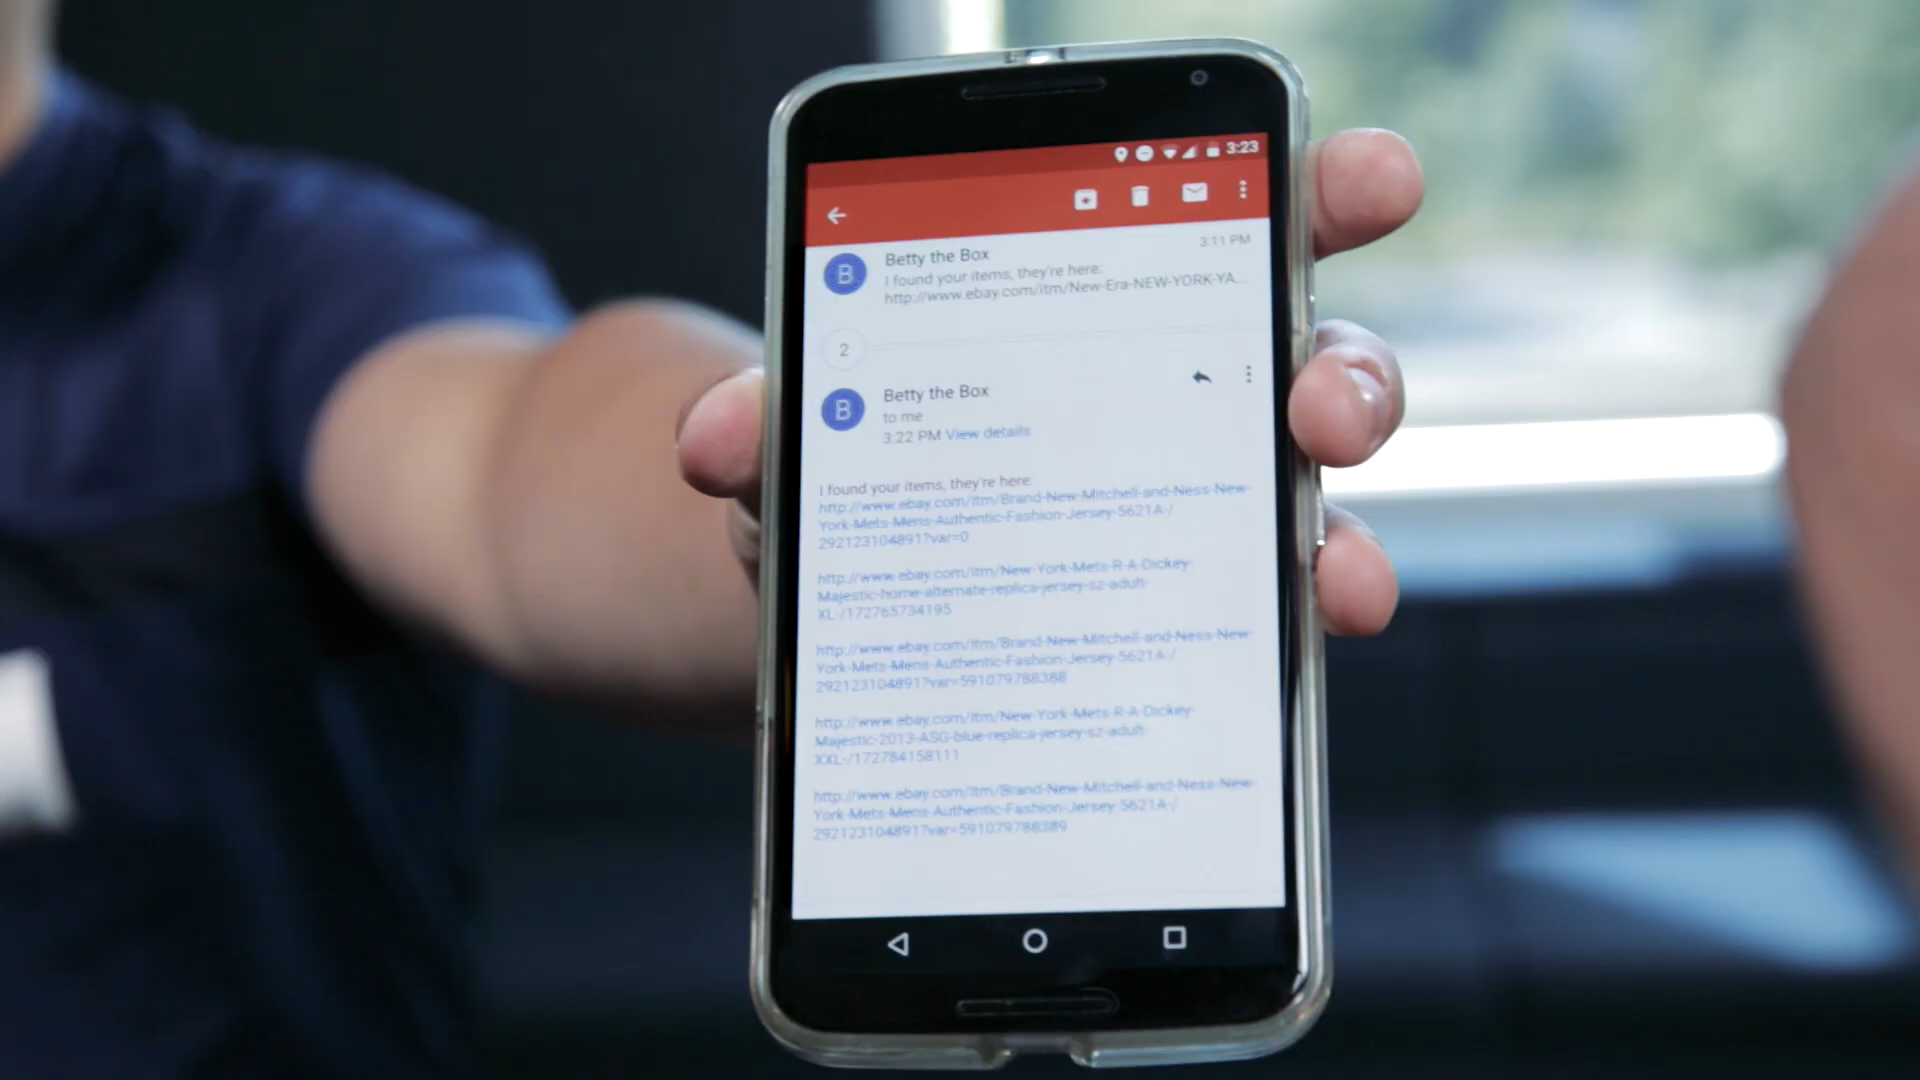 3:23
B
Betty the Box
3:11 PM
I found your items, they're here:
http://www.ebay.com/itm/New-Era-NEW-YORK-YA...
2
B
Betty the Box
to me
3:22 PM View details
I found your items, they're here:
http://www.ebay.com/itm/Brand-New-Mitchell-and-Ness-New-
York-Mets-Mens-Authentic-Fashion-Jersey-5621A-/
292123104891?var=0
http://www.ebay.com/itm/New-York-Mets-R-A-Dickey-
Majestic-home-alternate-replica-jersey-sz-adult-
XL-/172765734195
http://www.ebay.com/itm/Brand-New-Mitchell-and-Ness-New-
York-Mets-Mens-Authentic-Fashion-Jersey-5621A-/
292123104891?var=591079788388
http://www.ebay.com/itm/New-York-Mets-R-A-Dickey-
Majestic-2013-ASG-blue-replica-jersey-sz-adult-
XXL-/172784158111
http://www.ebay.com/itm/Brand-New-Mitchell-and-Ness-New-
York-Mets-Mens-Authentic-Fashion-Jersey-5621A-/
292123104891?var=591079788389